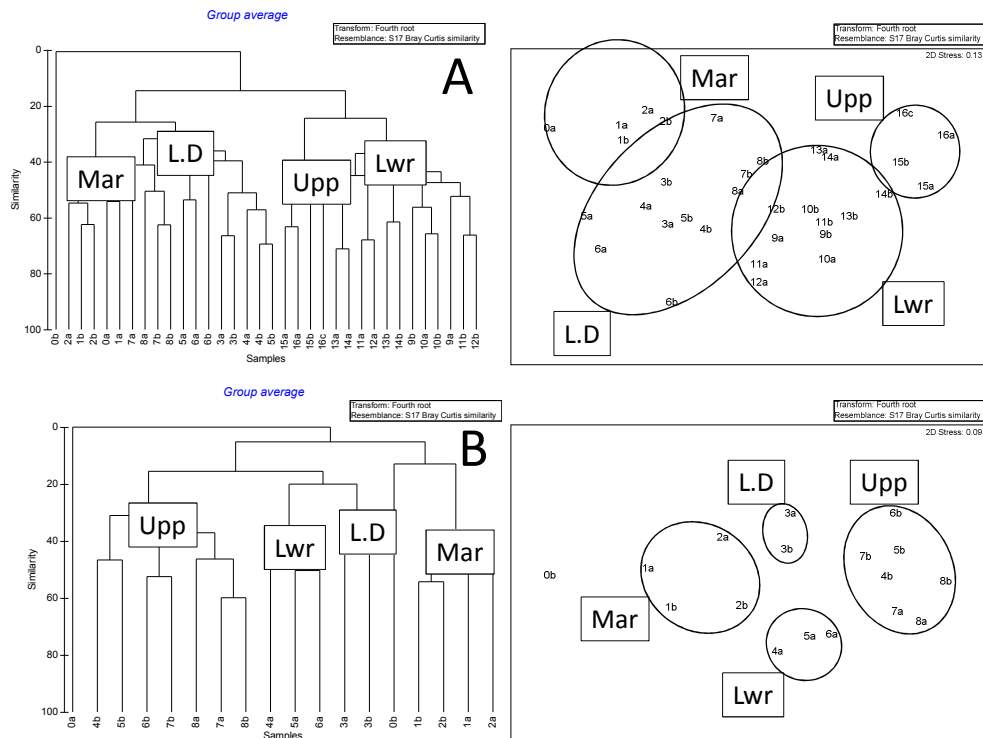 Group average
Transform: Fourth root
Resemblance: S17 Bray Curtis similarity
A
0
20
40
60
80
100
Similarity
Mar
L.D
Upp
Lwr
0b 2a 1b 2b 0a 1a 7a 8a 7b 8b 5a 6a 6b 3a 3b 4a 4b 5b 15a 16a 15b 16c 13a 14a 11a 12a 13b 14b 9b 10a 10b 9a 11b 12b
Samples
Transform: Fourth root
Resemblance: S17 Bray Curtis similarity
2D Stress: 0.13
Mar
Upp
16c
2a
7a
0a
1a
2b
16a
1b
13a
14a
8b
15b
7b
3b
8a
15a
14b
4a
12b
10b
5a
5b
13b
3a
11b
4b
9a
9b
6a
11a
10a
12a
6b
Lwr
L.D
Group average
Transform: Fourth root
Resemblance: S17 Bray Curtis similarity
B
0
20
40
60
80
100
Similarity
Upp
Lwr
L.D
Mar
0a 4b 5b 6b 7b 8a 7a 8b 4a 5a 6a 3a 3b 0b 1b 2b 1a 2a
Samples
Transform: Fourth root
Resemblance: S17 Bray Curtis similarity
2D Stress: 0.09
L.D
Upp
3a
6b
2a
3b
5b
7b
1a
0b
4b
8b
1b
2b
7a
8a
Mar
5a
6a
4a
Lwr